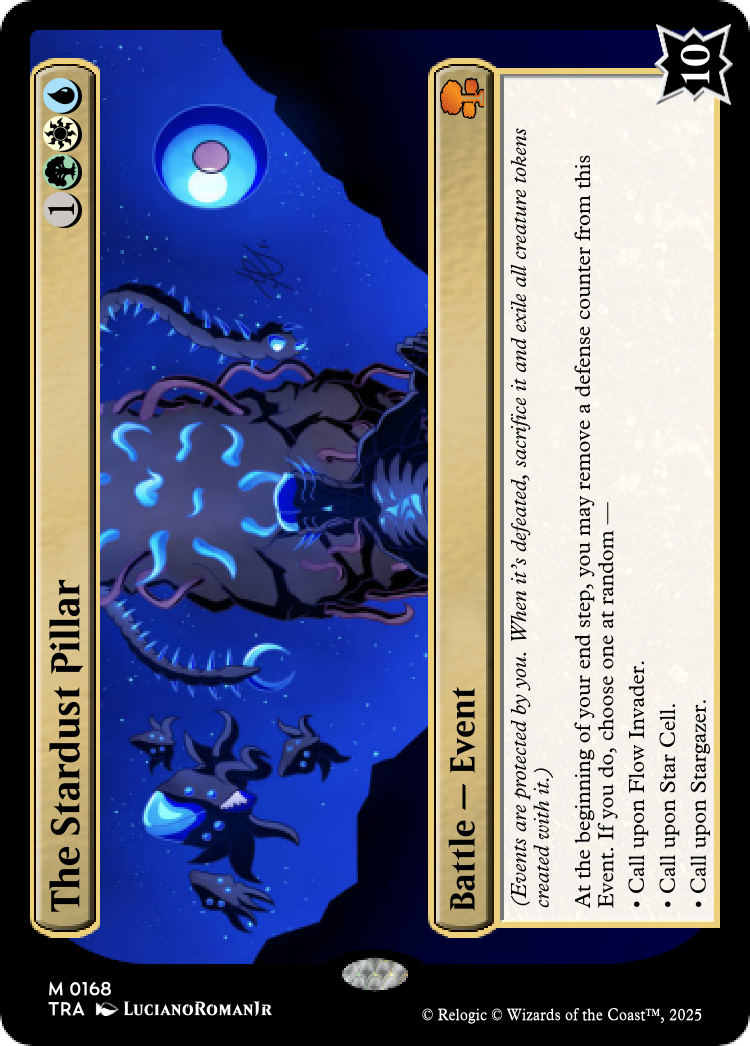 The Stardust Pillar
1
Battle — Event
10
(Events are protected by you. When it's defeated, sacrifice it and exile all creature tokens
created with it.)
At the beginning of your end step, you may remove a defense counter from this
Event. If you do, choose one at random —
• Call upon Flow Invader.
• Call upon Star Cell.
• Call upon Stargazer.
M 0168
TRA LucianoRomanJr
© Relogic © Wizards of the Coast™, 2025